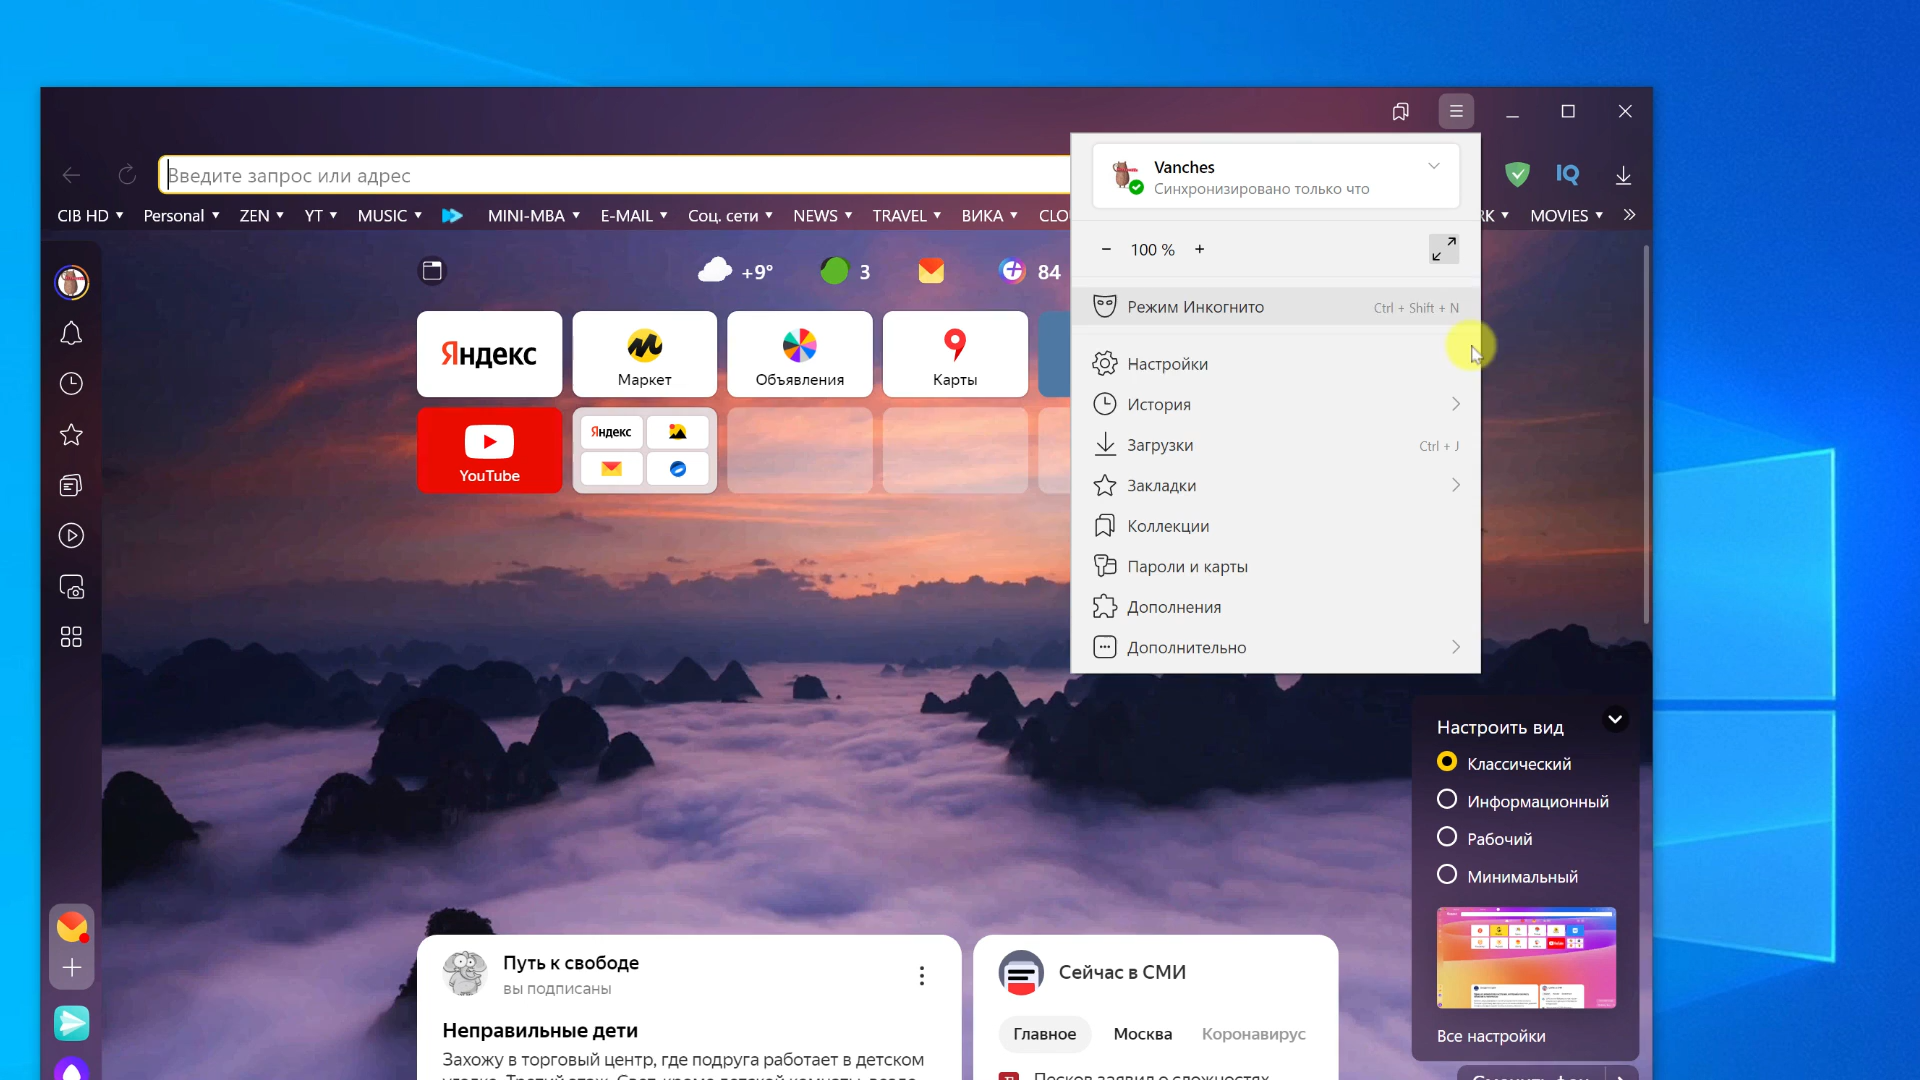 Vanches
Синхронизировано только что
Введите запрос или адрес
IQ
CIB HD
Personal
ZEN
YT
MUSIC
MINI-MBA
E-MAIL
Соц. сети
NEWS
TRAVEL
ВИКА
MOVIES
100 %
+9°
3
84
Режим Инкогнито
Ctrl + Shift + N
Яндекс
Маркет
Объявления
Карты
Настройки
История
Загрузки
Ctrl + J
Закладки
Коллекции
Пароли и карты
Дополнения
Дополнительно
YouTube
Яндекс
Настроить вид
Классический
Информационный
Рабочий
Минимальный
Все настройки
Путь к свободе
вы подписаны
Неправильные дети
Захожу в торговый центр, где подруга работает в детском
Сейчас в СМИ
Главное
Москва
Коронавирус
Песков заявил о сложностях